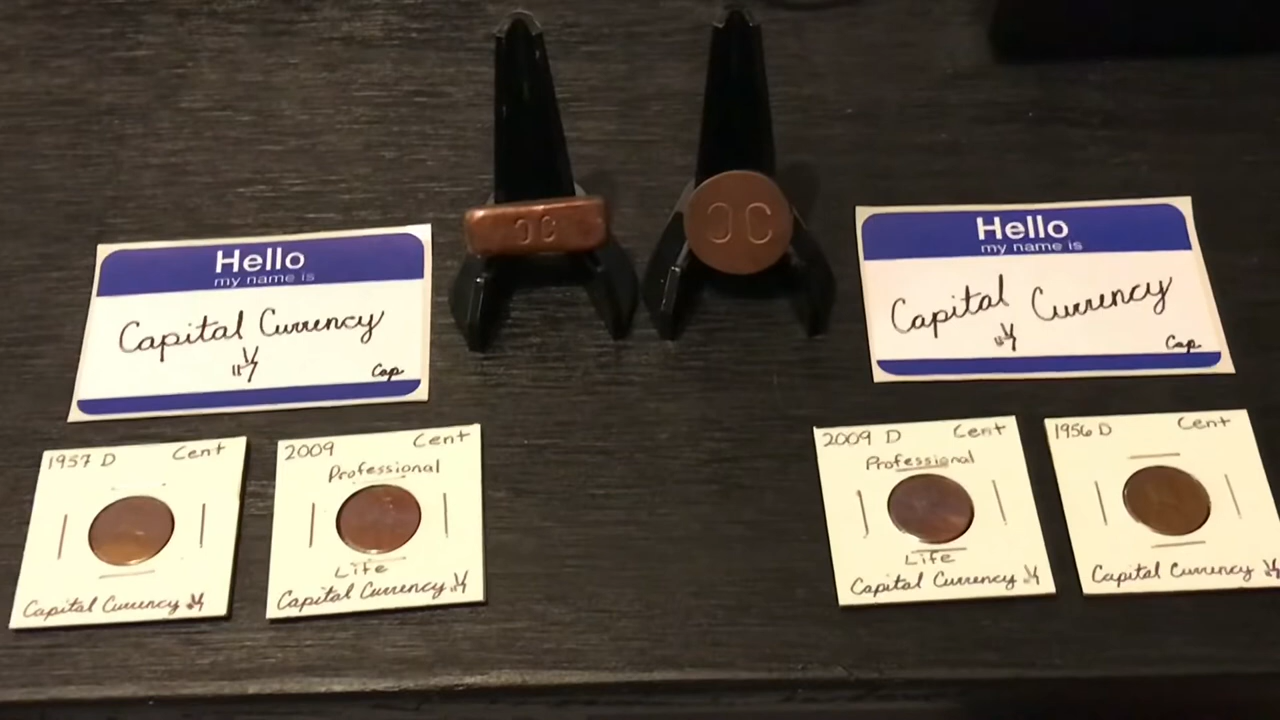 Hello
my name is
Capital Currency
Cap
CC
CC
Hello
my name is
Capital Currency
Cap
1957 D Cent
Capital Currency
2009 Cent
Professional
Life
Capital Currency
2009 D Cent
Professional
Life
Capital Currency
1956 D Cent
Capital Currency